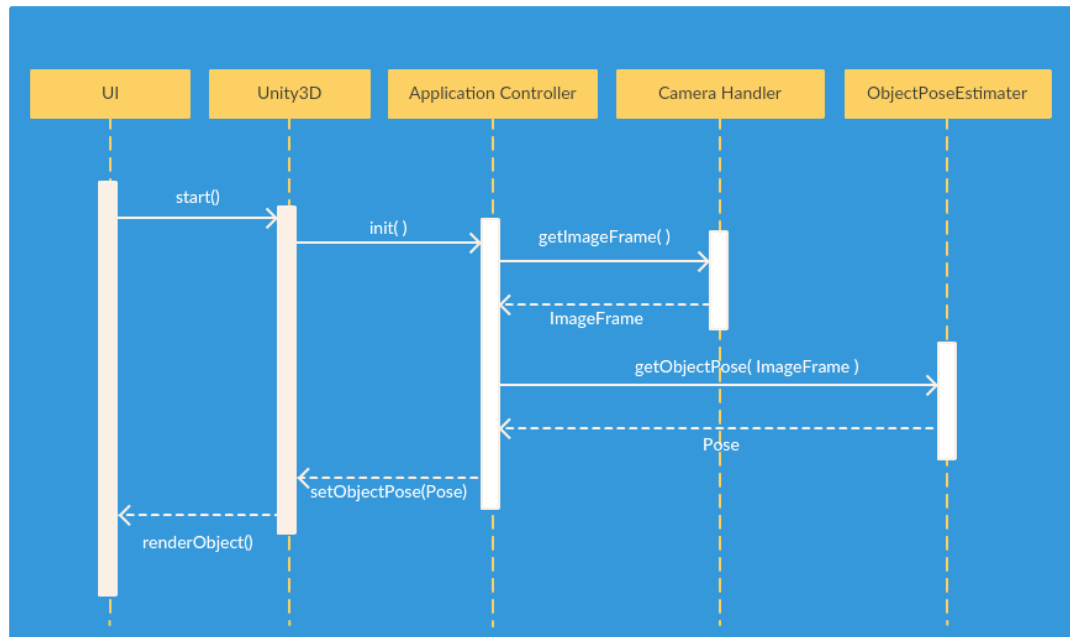 UI
Unity3D
Application Controller
Camera Handler
ObjectPoseEstimater
start()
init( )
getImageFrame( )
ImageFrame
getObjectPose( ImageFrame )
Pose
setObjectPose(Pose)
renderObject()